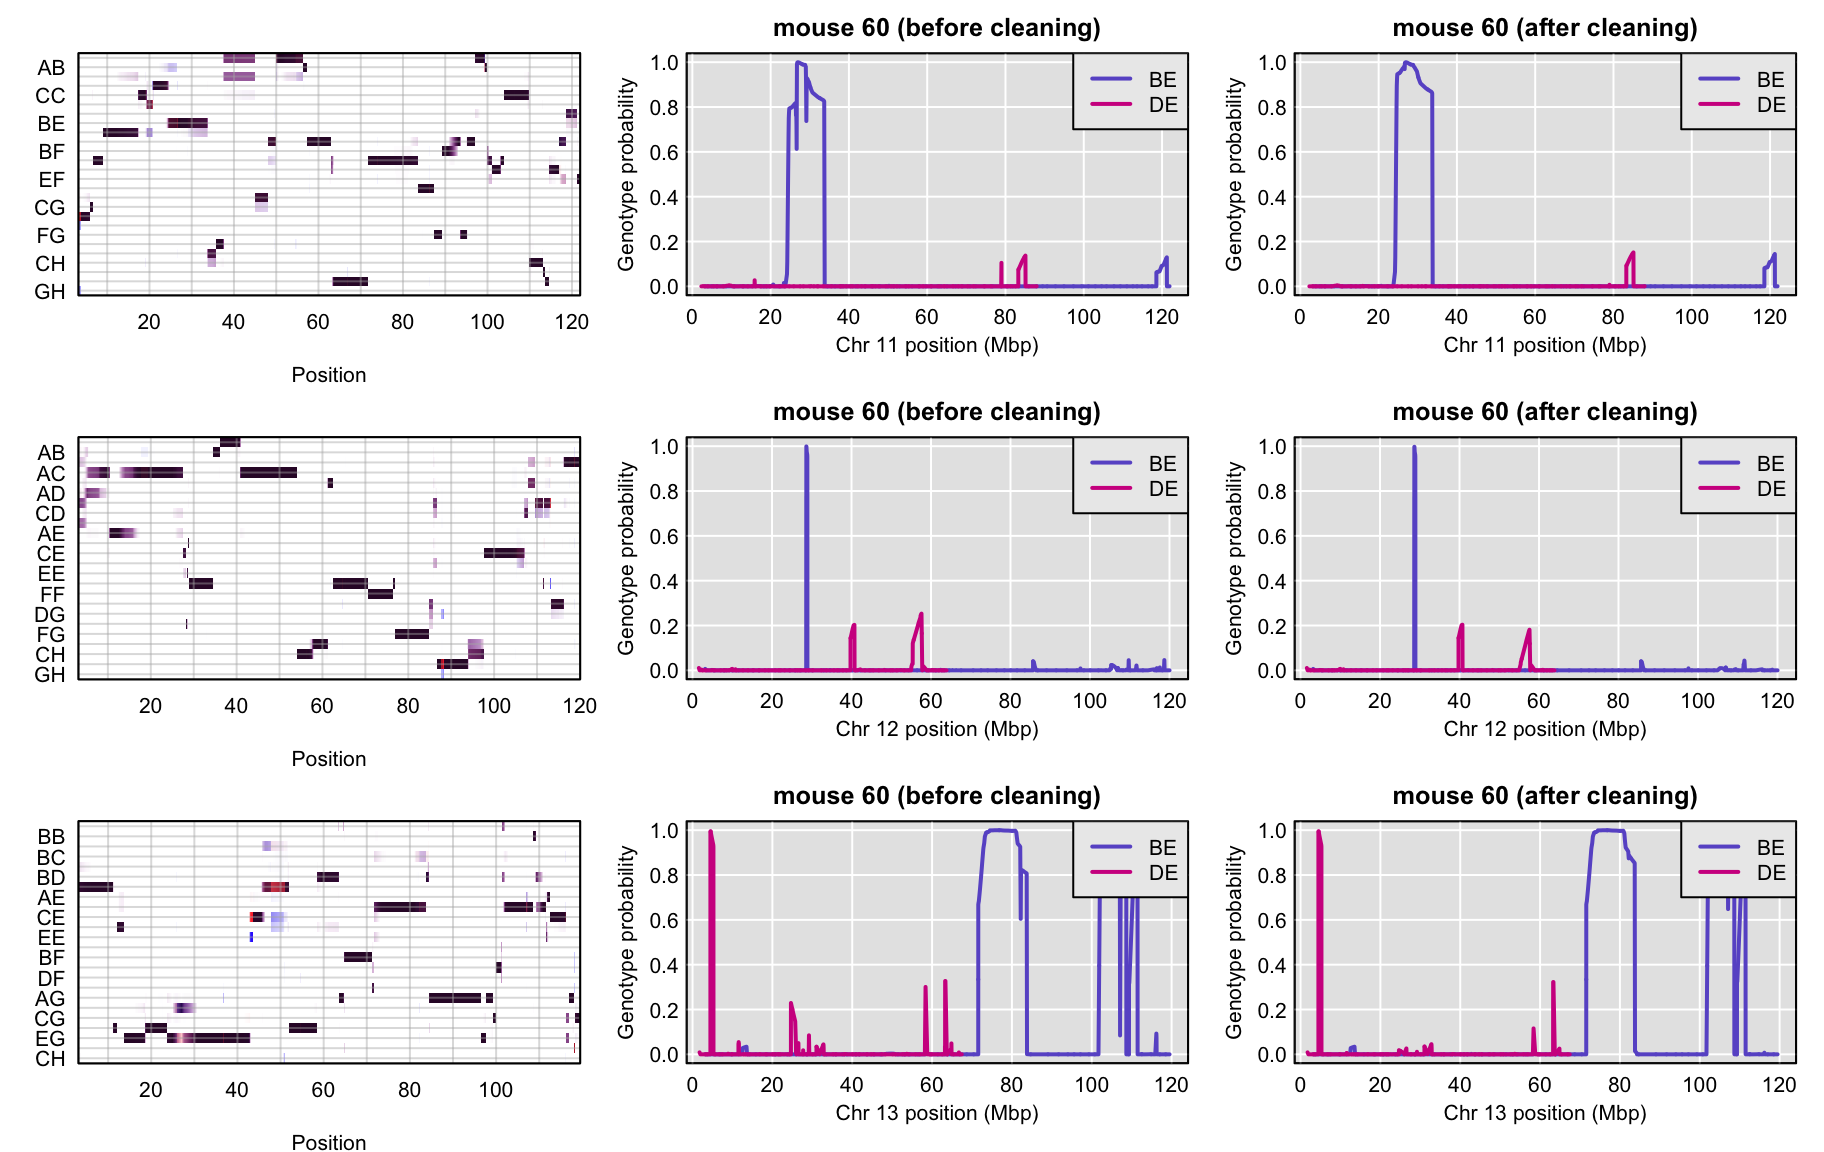 AB
CC
BE
BF
EF
CG
FG
CH
GH
20 40 60 80 100 120
Position
mouse 60 (before cleaning)
Genotype probability
1.0
0.8
0.6
0.4
0.2
0.0
BE
DE
0 20 40 60 80 100 120
Chr 11 position (Mbp)
mouse 60 (after cleaning)
Genotype probability
1.0
0.8
0.6
0.4
0.2
0.0
BE
DE
0 20 40 60 80 100 120
Chr 11 position (Mbp)
AB
AC
AD
CD
AE
CE
EE
FF
DG
FG
CH
GH
20 40 60 80 100 120
Position
mouse 60 (before cleaning)
Genotype probability
1.0
0.8
0.6
0.4
0.2
0.0
BE
DE
0 20 40 60 80 100 120
Chr 12 position (Mbp)
mouse 60 (after cleaning)
Genotype probability
1.0
0.8
0.6
0.4
0.2
0.0
BE
DE
0 20 40 60 80 100 120
Chr 12 position (Mbp)
BB
BC
BD
AE
CE
EE
BF
DF
AG
CG
EG
CH
20 40 60 80 100
Position
mouse 60 (before cleaning)
Genotype probability
1.0
0.8
0.6
0.4
0.2
0.0
BE
DE
0 20 40 60 80 100 120
Chr 13 position (Mbp)
mouse 60 (after cleaning)
Genotype probability
1.0
0.8
0.6
0.4
0.2
0.0
BE
DE
0 20 40 60 80 100 120
Chr 13 position (Mbp)